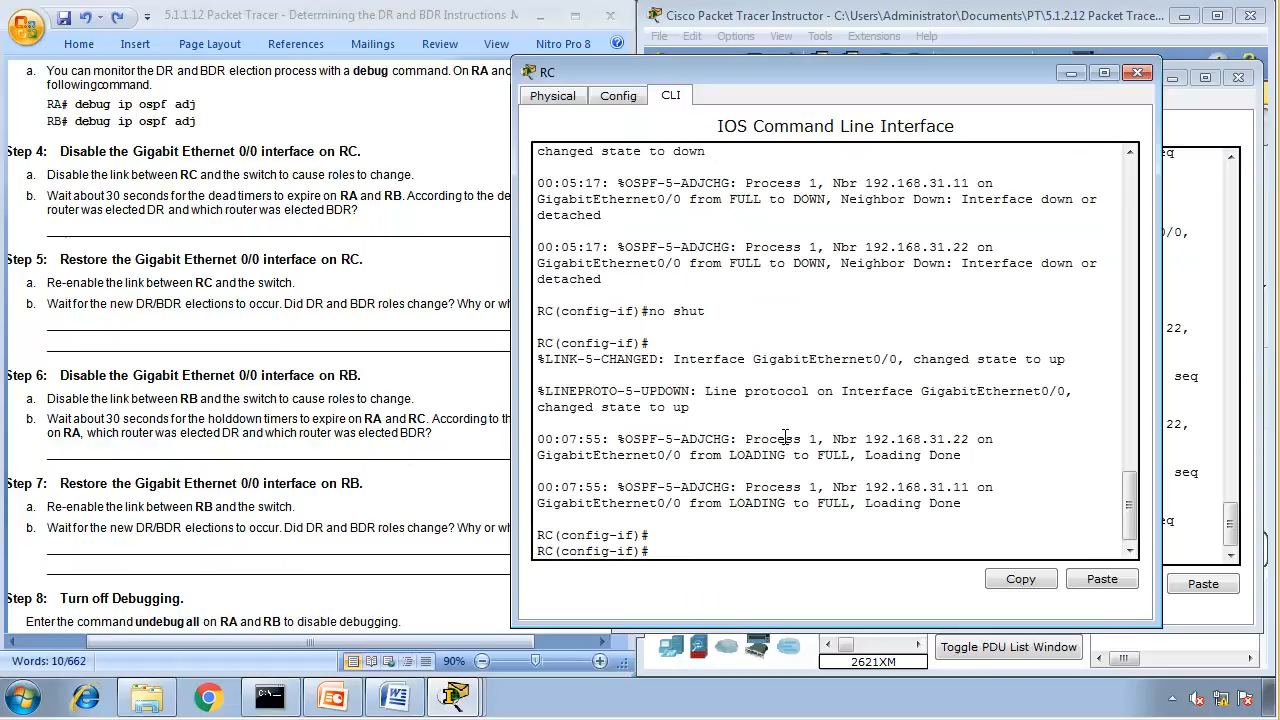 5.1.1.12 Packet Tracer - Determining the DR and BDR Instructions
Home Insert Page Layout References Mailings Review View Nitro Pro 8
a. You can monitor the DR and BDR election process with a debug command. On RA and
followingcommand.
RA# debug ip ospf adj
RB# debug ip ospf adj
Step 4: Disable the Gigabit Ethernet 0/0 interface on RC.
a. Disable the link between RC and the switch to cause roles to change.
b. Wait about 30 seconds for the dead timers to expire on RA and RB. According to the de
router was elected DR and which router was elected BDR?
Step 5: Restore the Gigabit Ethernet 0/0 interface on RC.
a. Re-enable the link between RC and the switch.
b. Wait for the new DR/BDR elections to occur. Did DR and BDR roles change? Why or wh
Step 6: Disable the Gigabit Ethernet 0/0 interface on RB.
a. Disable the link between RB and the switch to cause roles to change.
b. Wait about 30 seconds for the holddown timers to expire on RA and RC. According to th
on RA, which router was elected DR and which router was elected BDR?
Step 7: Restore the Gigabit Ethernet 0/0 interface on RB.
a. Re-enable the link between RB and the switch.
b. Wait for the new DR/BDR elections to occur. Did DR and BDR roles change? Why or wh
Step 8: Turn off Debugging.
Enter the command undebug all on RA and RB to disable debugging.
Words: 10/662
90%
Cisco Packet Tracer Instructor - C:\Users\Administrator\Documents\PT\5.1.2.12 Packet Trac
File Edit Options View Tools Extensions Help
RC
Physical Config CLI
IOS Command Line Interface
changed state to down
00:05:17: %OSPF-5-ADJCHG: Process 1, Nbr 192.168.31.11 on
GigabitEthernet0/0 from FULL to DOWN, Neighbor Down: Interface down or
detached
00:05:17: %OSPF-5-ADJCHG: Process 1, Nbr 192.168.31.22 on
GigabitEthernet0/0 from FULL to DOWN, Neighbor Down: Interface down or
detached
RC(config-if)#no shut
RC(config-if)#
%LINK-5-CHANGED: Interface GigabitEthernet0/0, changed state to up
%LINEPROTO-5-UPDOWN: Line protocol on Interface GigabitEthernet0/0,
changed state to up
00:07:55: %OSPF-5-ADJCHG: Process 1, Nbr 192.168.31.22 on
GigabitEthernet0/0 from LOADING to FULL, Loading Done
00:07:55: %OSPF-5-ADJCHG: Process 1, Nbr 192.168.31.11 on
GigabitEthernet0/0 from LOADING to FULL, Loading Done
RC(config-if)#
RC(config-if)#
Copy Paste
eq
0/0,
22,
seq
22,
seq
eq
Paste
2621XM
Toggle PDU List Window